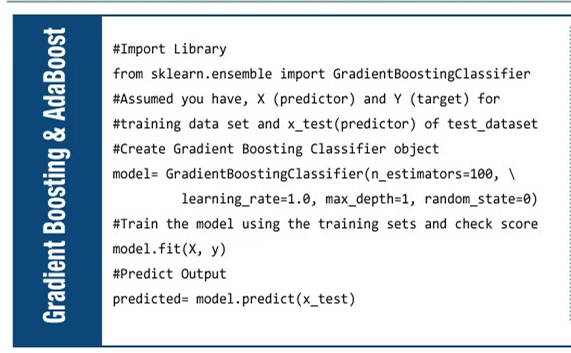 Gradient Boosting & AdaBoost
#Import Library
from sklearn.ensemble import GradientBoostingClassifier
#Assumed you have, X (predictor) and Y (target) for
#training data set and x_test(predictor) of test_dataset
#Create Gradient Boosting Classifier object
model= GradientBoostingClassifier(n_estimators=100, \
learning_rate=1.0, max_depth=1, random_state=0)
#Train the model using the training sets and check score
model.fit(X, y)
#Predict Output
predicted= model.predict(x_test)